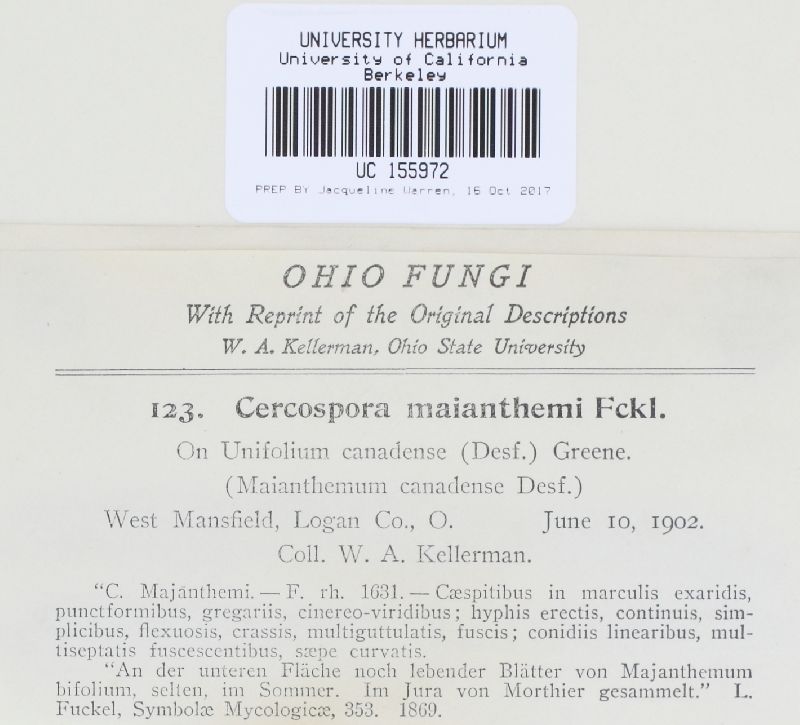 UNIVERSITY HERBARIUM
University of California
Berkeley
UC 155972
PREP BY Jacqueline Warren, 16 Oct 2017
OHIO FUNGI
With Reprint of the Original Descriptions
W. A. Kellerman, Ohio State University
123. Cercospora maianthemi Fckl.
On Unifolium canadense (Desf.) Greene.
(Maianthemum canadense Desf.)
West Mansfield, Logan Co., O. June 10, 1902.
Coll. W. A. Kellerman.
"C. Majanthemi. — F. rh. 1631. — Cæspitibus in marculis exaridis,
punctformibus, gregariis, cinereo-viridibus; hyphis erectis, continuis, sim-
plicibus, flexuosis, crassis, multiguttulatis, fuscis; conidiis linearibus, mul-
tiseptatis fuscescentibus, sæpe curvatis.
"An der unteren Fläche noch lebender Blätter von Majanthemum
bifolium, selten, im Sommer. Im Jura von Morthier gesammelt." L.
Fuckel, Symbolæ Mycologicæ, 353. 1869.